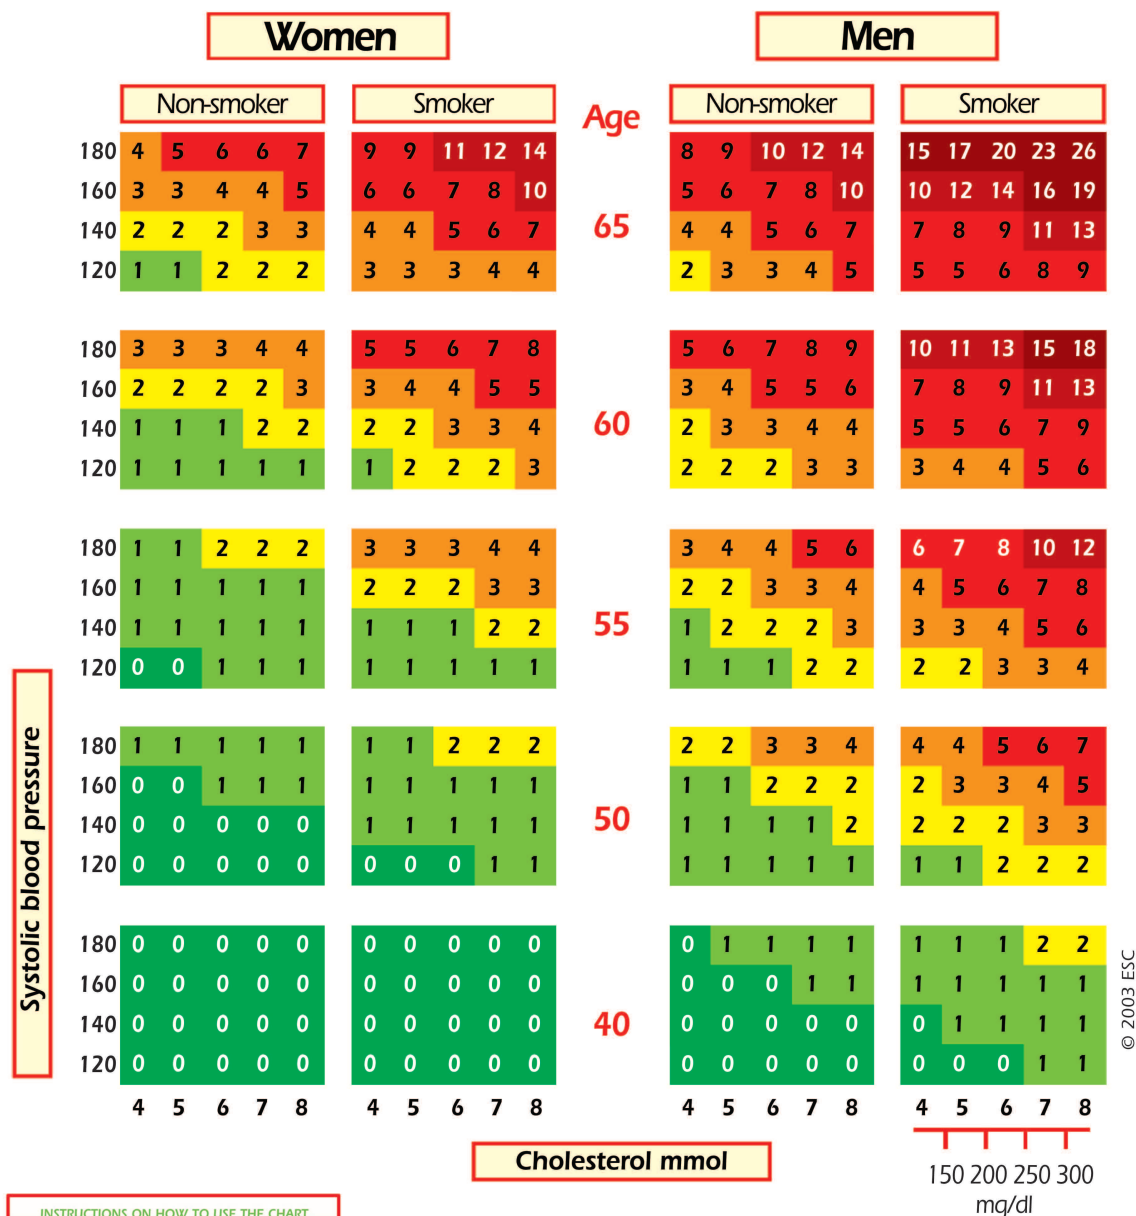 Women Men
Non-smoker Smoker Age Non-smoker Smoker
180 4 5 6 6 7 9 9 11 12 14 8 9 10 12 14 15 17 20 23 26
160 3 3 4 4 5 6 6 7 8 10 5 6 7 8 10 10 12 14 16 19
65
140 2 2 2 3 3 4 4 5 6 7 4 4 5 6 7 7 8 9 11 13
120 1 1 2 2 2 3 3 3 4 4 2 3 3 4 5 5 5 6 8 9
180 3 3 3 4 4 5 5 6 7 8 5 6 7 8 9 10 11 13 15 18
160 2 2 2 2 3 3 4 4 5 5 3 4 5 5 6 7 8 9 11 13
60
140 1 1 1 2 2 2 2 3 3 4 2 3 3 4 4 5 5 6 7 9
120 1 1 1 1 1 1 2 2 2 3 2 2 2 3 3 3 4 4 5 6
180 1 1 2 2 2 3 3 3 4 4 3 4 4 5 6 6 7 8 10 12
160 1 1 1 1 1 2 2 2 3 3 2 2 3 3 4 4 5 6 7 8
55
140 1 1 1 1 1 1 1 1 2 2 1 2 2 2 3 3 3 4 5 6
120 0 0 1 1 1 1 1 1 1 1 1 1 1 2 2 2 2 3 3 4
180 1 1 1 1 1 1 1 2 2 2 2 2 3 3 4 4 4 5 6 7
160 0 0 1 1 1 1 1 1 1 1 1 1 2 2 2 2 3 3 4 5
50
140 0 0 0 0 0 1 1 1 1 1 1 1 1 1 2 2 2 2 3 3
120 0 0 0 0 0 0 0 0 1 1 1 1 1 1 1 1 1 2 2 2
180 0 0 0 0 0 0 0 0 0 0 0 1 1 1 1 1 1 1 2 2
160 0 0 0 0 0 0 0 0 0 0 0 0 0 1 1 1 1 1 1 1
40
140 0 0 0 0 0 0 0 0 0 0 0 0 0 0 0 0 1 1 1 1
120 0 0 0 0 0 0 0 0 0 0 0 0 0 0 0 0 0 0 1 1
4 5 6 7 8 4 5 6 7 8 4 5 6 7 8 4 5 6 7 8
Systolic blood pressure
© 2003 ESC
Cholesterol mmol
150 200 250 300
mg/dl
INSTRUCTIONS ON HOW TO USE THE CHART